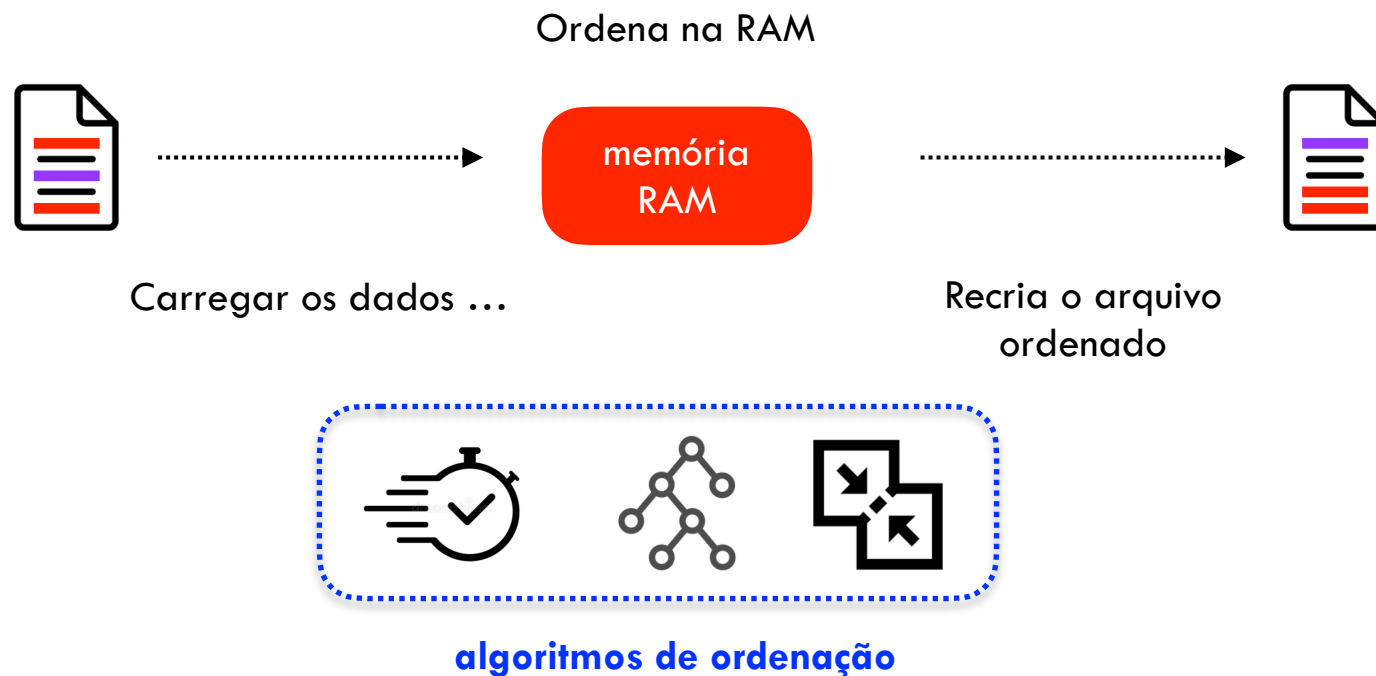 Ordena na RAM
memória
RAM
Carregar os dados ...
Recria o arquivo
ordenado
algoritmos de ordenação